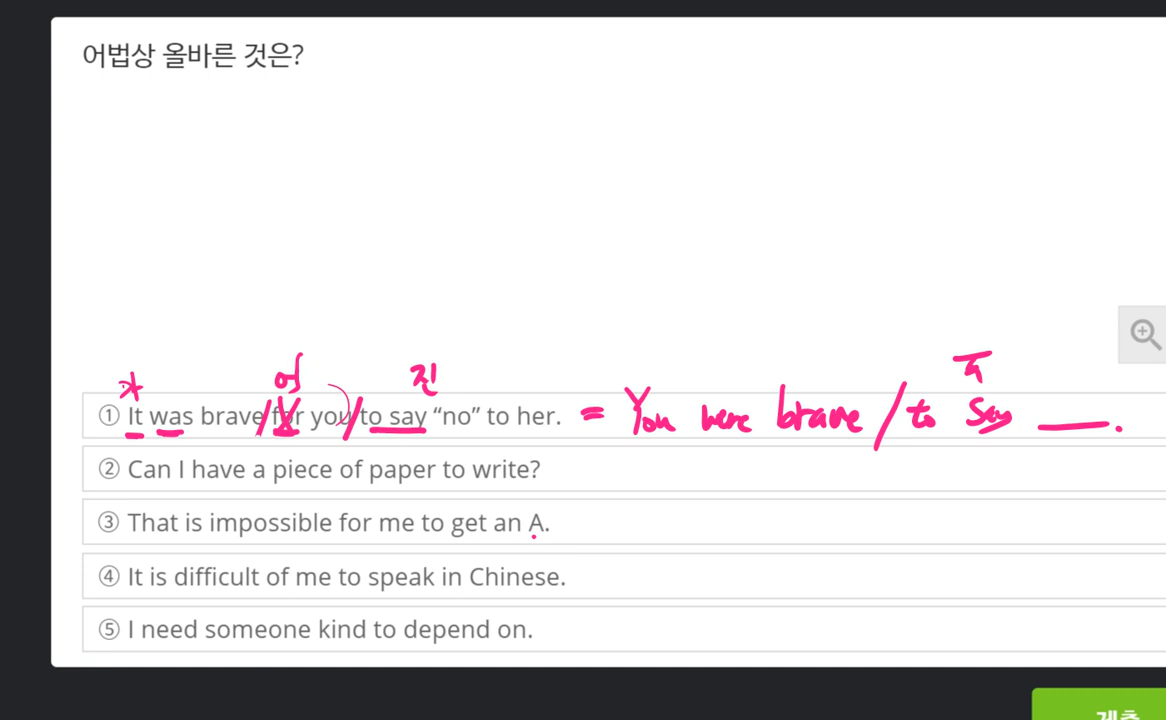 어법상 올바른 것은?
가 어 진 주
① It was brave for you to say “no” to her. = You were brave / to say ___.
② Can I have a piece of paper to write?
③ That is impossible for me to get an A.
④ It is difficult of me to speak in Chinese.
⑤ I need someone kind to depend on.